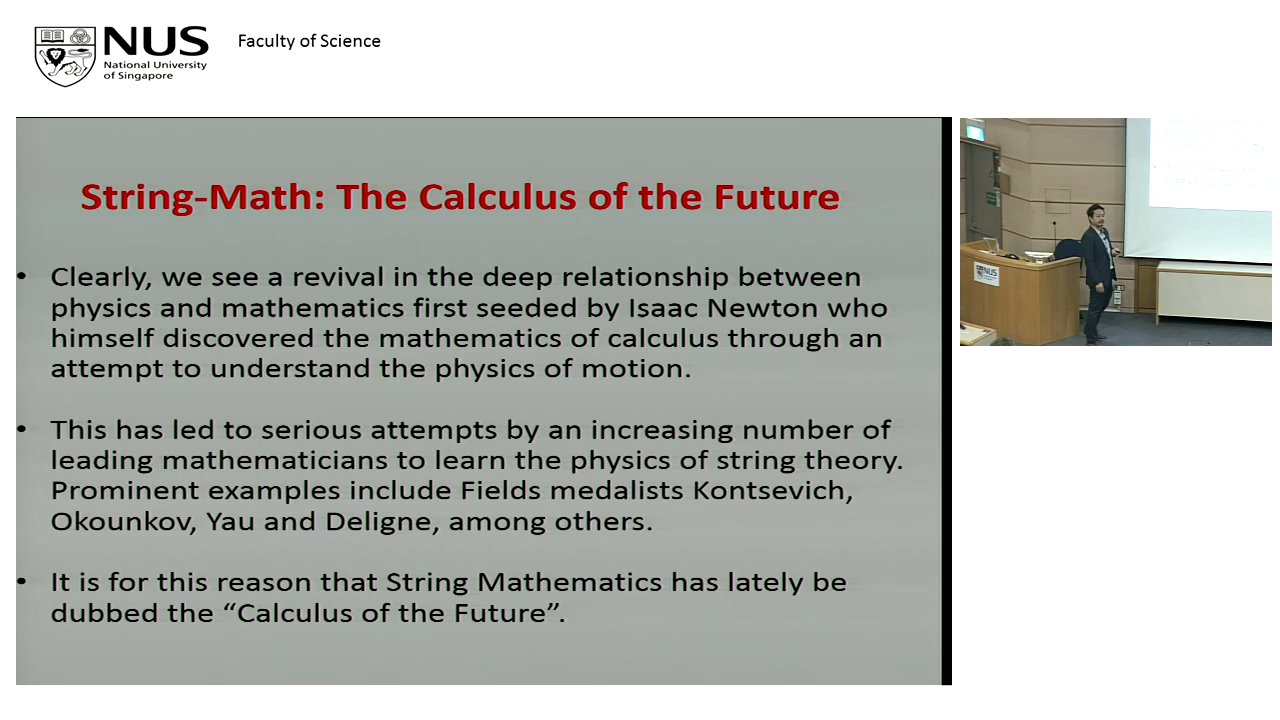 NUS
National University
of Singapore
Faculty of Science
String-Math: The Calculus of the Future
• Clearly, we see a revival in the deep relationship between
physics and mathematics first seeded by Isaac Newton who
himself discovered the mathematics of calculus through an
attempt to understand the physics of motion.
• This has led to serious attempts by an increasing number of
leading mathematicians to learn the physics of string theory.
Prominent examples include Fields medalists Kontsevich,
Okounkov, Yau and Deligne, among others.
• It is for this reason that String Mathematics has lately be
dubbed the “Calculus of the Future”.
NUS